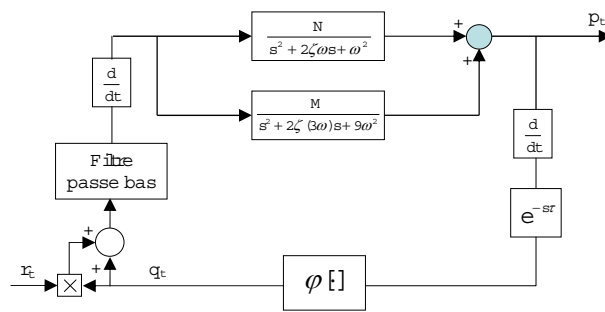 N
s² + 2ζωs + ω²
p_t
+
+
d
dt
M
s² + 2ζ (3ω)s + 9ω²
d
dt
Filtre
passe bas
e^{-sτ}
+
+
r_t
×
q_t
φ [·]